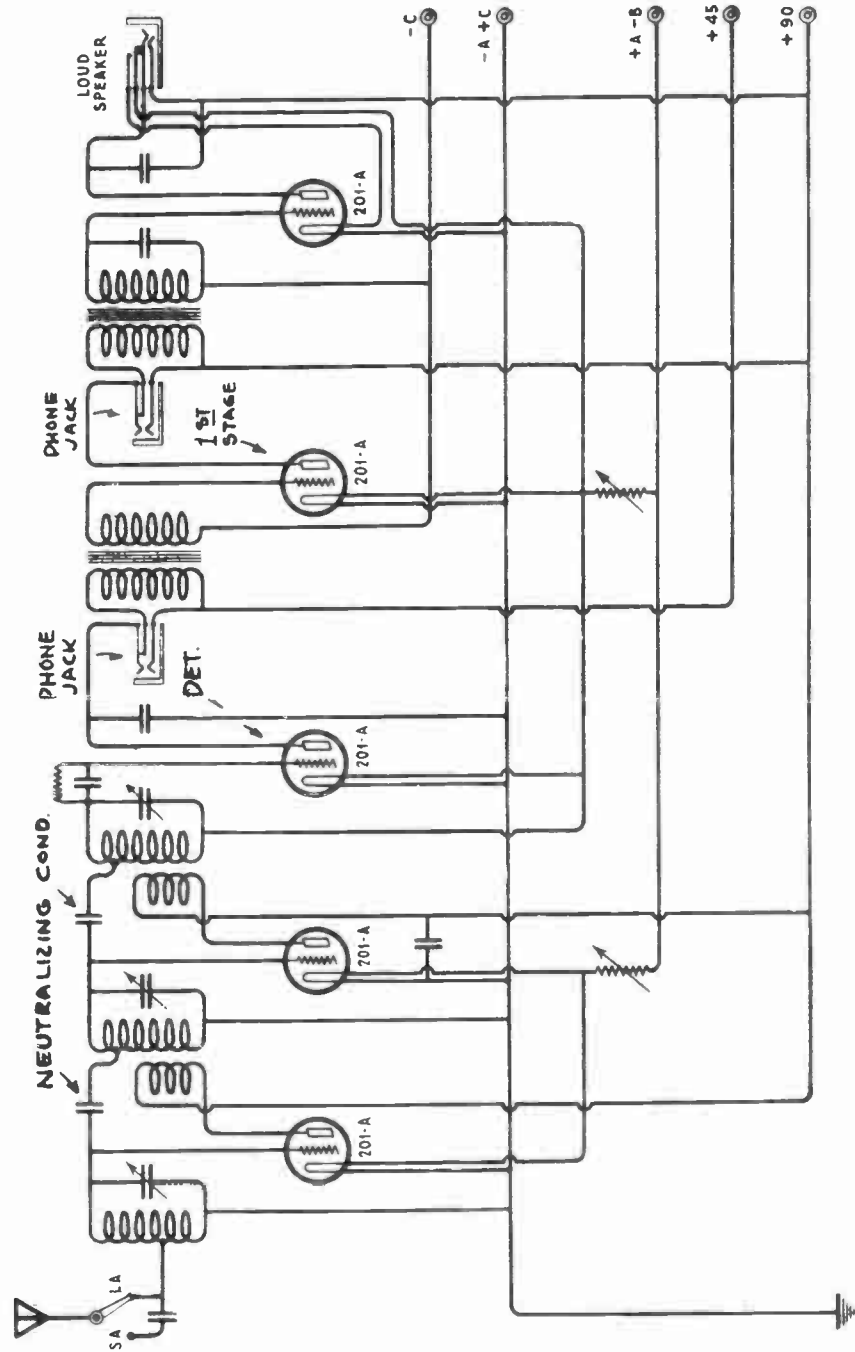 SA
LA
NEUTRALIZING COND.
201-A
201-A
DET.
201-A
PHONE
JACK
1ST
STAGE
201-A
PHONE
JACK
201-A
LOUD
SPEAKER
-C
-A +C
+A -B
+45
+90